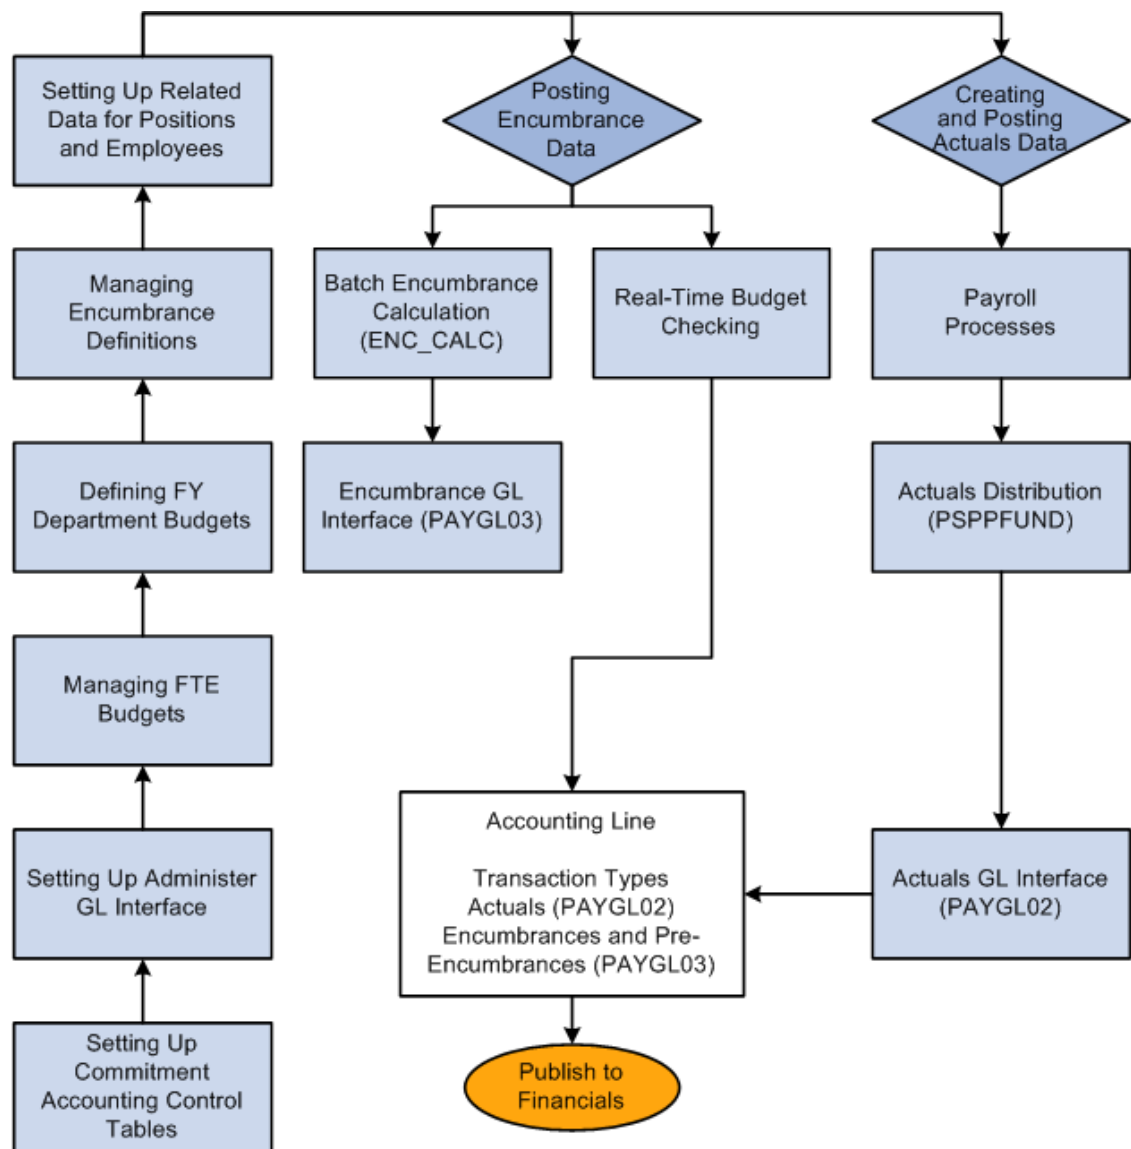 Setting Up Related
Data for Positions
and Employees
Posting
Encumbrance
Data
Creating
and Posting
Actuals Data
Managing
Encumbrance
Definitions
Batch Encumbrance
Calculation
(ENC_CALC)
Real-Time Budget
Checking
Payroll
Processes
Defining FY
Department Budgets
Encumbrance GL
Interface (PAYGL03)
Actuals Distribution
(PSPPFUND)
Managing FTE
Budgets
Setting Up Administer
GL Interface
Accounting Line
Transaction Types
Actuals (PAYGL02)
Encumbrances and Pre-
Encumbrances (PAYGL03)
Actuals GL Interface
(PAYGL02)
Setting Up
Commitment
Accounting Control
Tables
Publish to
Financials